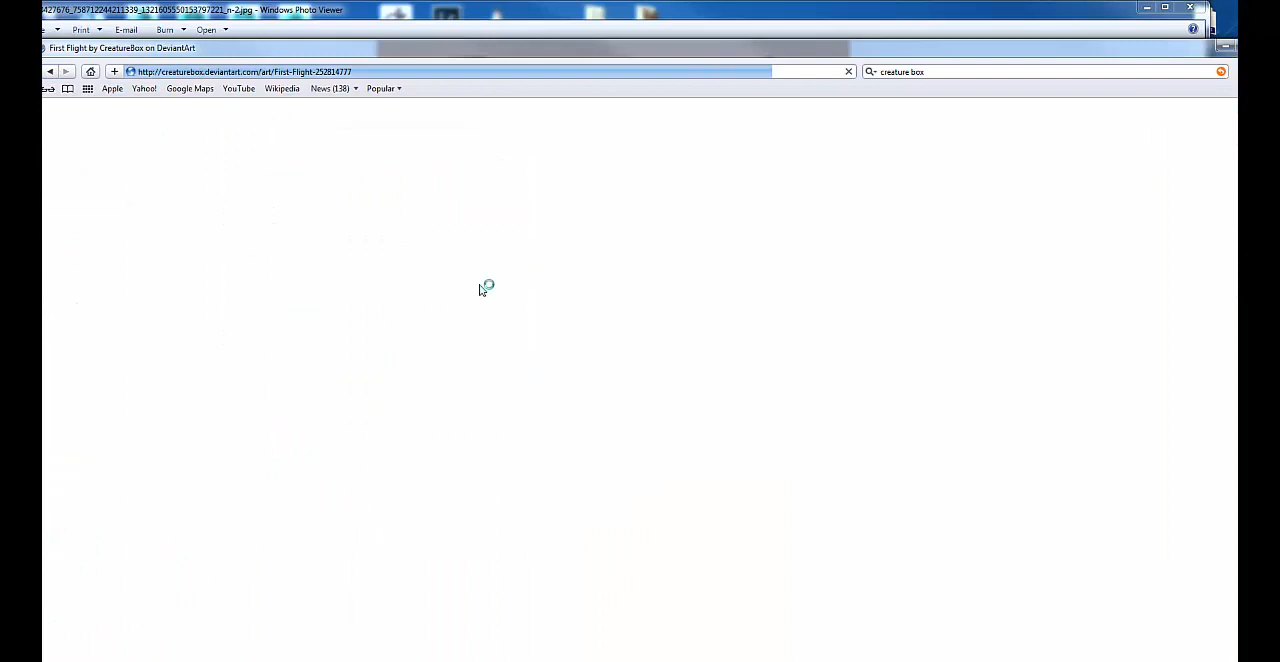 427676_758712244211339_1321605550153797221_n-2.jpg - Windows Photo Viewer
Print E-mail Burn Open
First Flight by CreatureBox on DeviantArt
http://creaturebox.deviantart.com/art/First-Flight-252814777 creature box
Apple Yahoo! Google Maps YouTube Wikipedia News (138) Popular